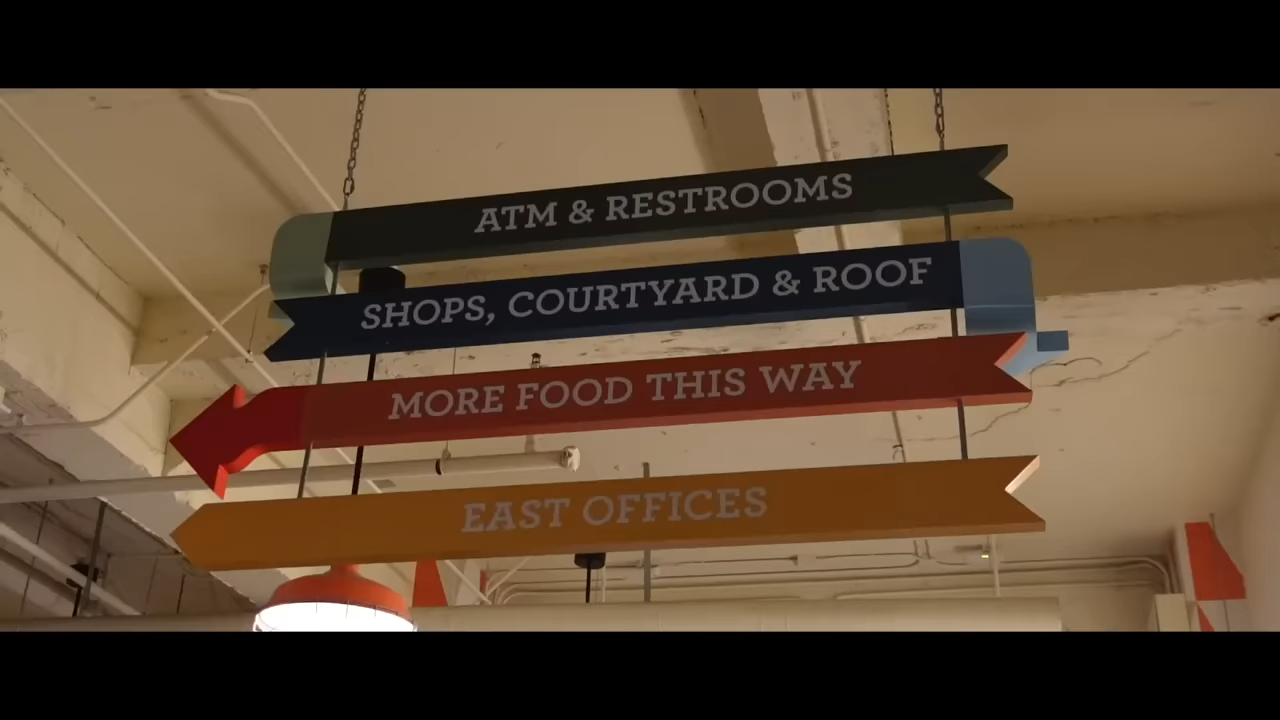 ATM & RESTROOMS
SHOPS, COURTYARD & ROOF
MORE FOOD THIS WAY
EAST OFFICES